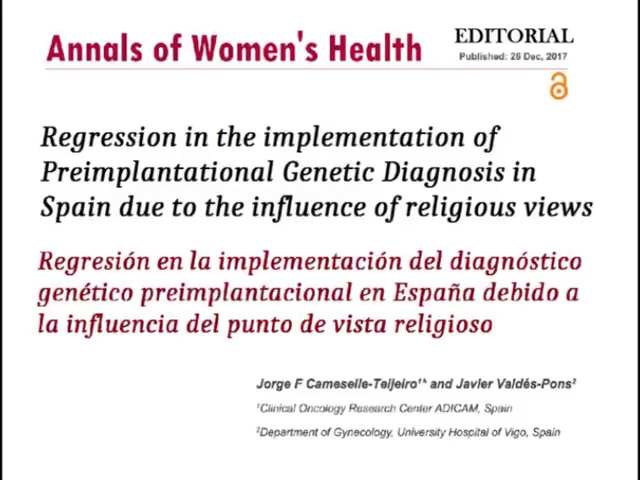 Annals of Women's Health
EDITORIAL
Published: 26 Dec, 2017
Regression in the implementation of
Preimplantational Genetic Diagnosis in
Spain due to the influence of religious views
Regresión en la implementación del diagnóstico
genético preimplantacional en España debido a
la influencia del punto de vista religioso
Jorge F Cameselle-Teijeiro¹* and Javier Valdés-Pons²
¹Clinical Oncology Research Center ADICAM, Spain
²Department of Gynecology, University Hospital of Vigo, Spain